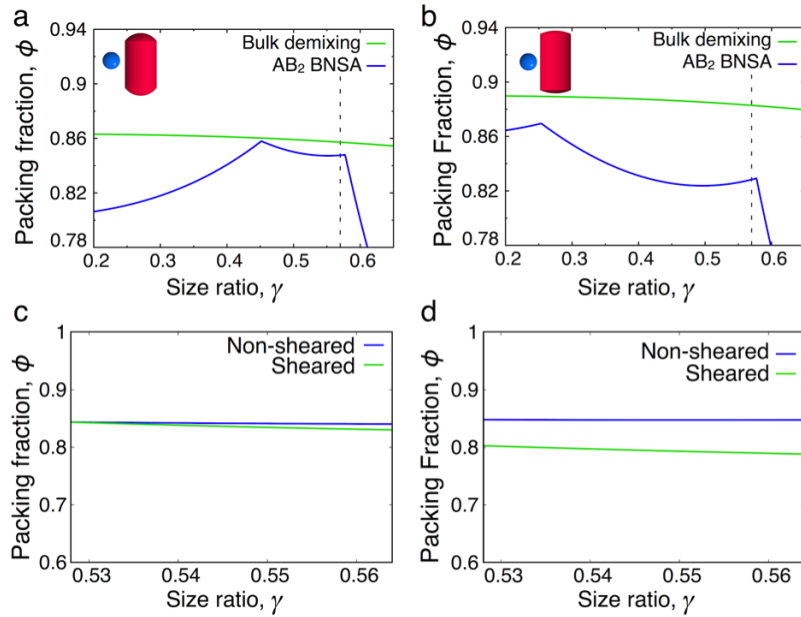 a
Packing fraction, ϕ
0.94
0.9
0.86
0.82
0.78
Bulk demixing
AB₂ BNSA
0.2
0.3
0.4
0.5
0.6
Size ratio, γ
b
Packing Fraction, ϕ
0.94
0.9
0.86
0.82
0.78
Bulk demixing
AB₂ BNSA
0.2
0.3
0.4
0.5
0.6
Size ratio, γ
c
Packing fraction, ϕ
1
0.9
0.8
0.7
0.6
Non-sheared
Sheared
0.53
0.54
0.55
0.56
Size ratio, γ
d
Packing Fraction, ϕ
1
0.9
0.8
0.7
0.6
Non-sheared
Sheared
0.53
0.54
0.55
0.56
Size ratio, γ